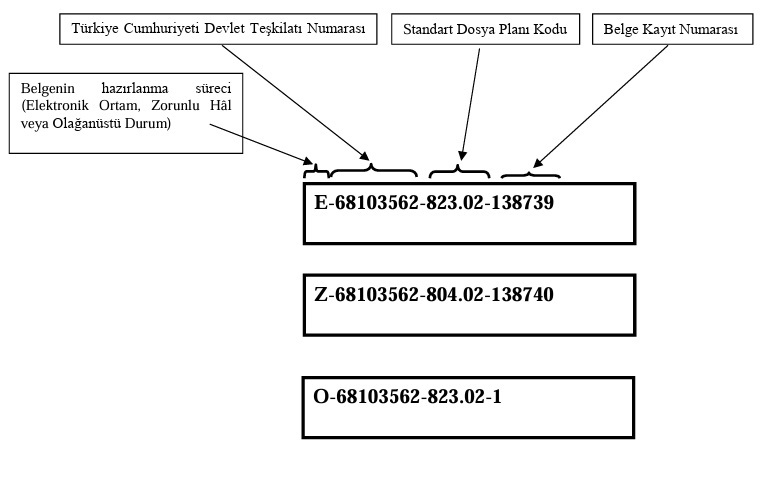 Türkiye Cumhuriyeti Devlet Teşkilatı Numarası
Standart Dosya Planı Kodu
Belge Kayıt Numarası
Belgenin hazırlanma süreci
(Elektronik Ortam, Zorunlu Hâl
veya Olağanüstü Durum)
E-68103562-823.02-138739
Z-68103562-804.02-138740
O-68103562-823.02-1